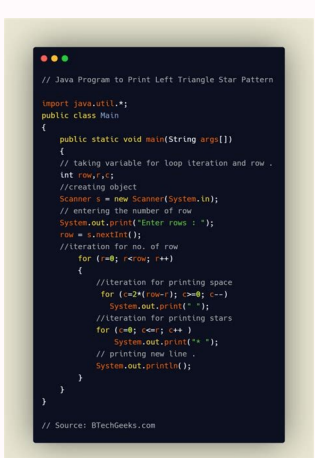 // Java Program to Print Left Triangle Star Pattern
import java.util.*;
public class Main
{
public static void main(String args[])
{
// taking variable for loop iteration and row .
int row,r,c;
//creating object
Scanner s = new Scanner(System.in);
// entering the number of row
System.out.print("Enter rows : ");
row = s.nextInt();
//iteration for no. of row
for (r=0; r<row; r++)
{
//iteration for printing space
for (c=2*(row-r); c>=0; c--)
System.out.print(" ");
//iteration for printing stars
for (c=0; c<=r; c++ )
System.out.print("* ");
// printing new line .
System.out.println();
}
}
}
// Source: BTechGeeks.com